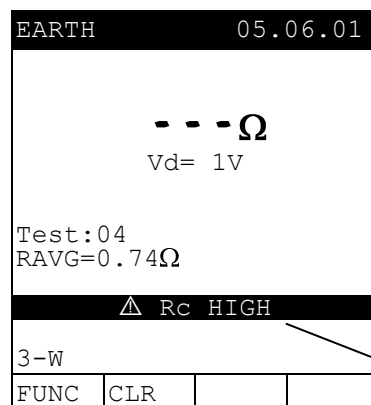 EARTH 05.06.01
- - -Ω
Vd= 1V
Test:04
RAVG=0.74Ω
⚠ Rc HIGH
3-W
FUNC CLR